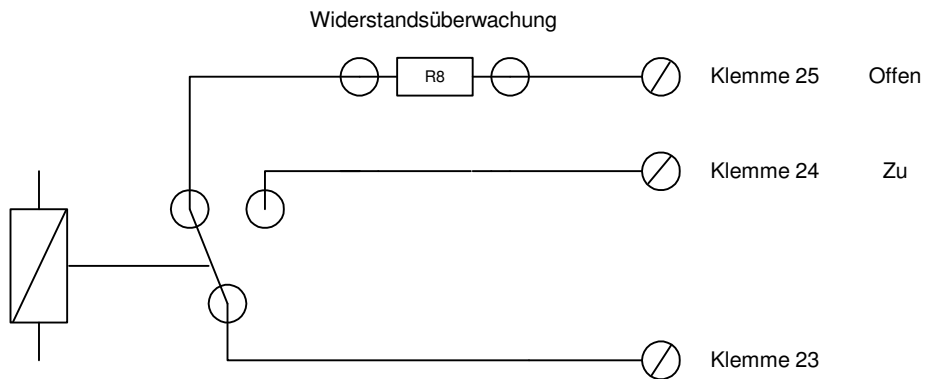 Widerstandsüberwachung
R8 Klemme 25 Offen
Klemme 24 Zu
Klemme 23